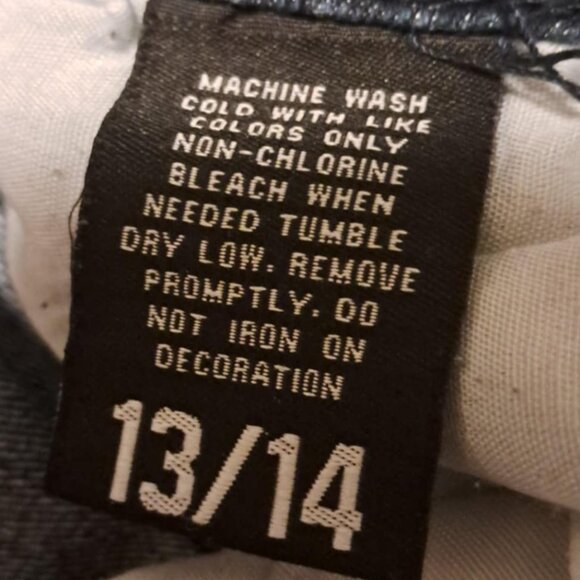 MACHINE WASH
COLD WITH LIKE
COLORS ONLY
NON-CHLORINE
BLEACH WHEN
NEEDED TUMBLE
DRY LOW. REMOVE
PROMPTLY. DO
NOT IRON ON
DECORATION
13/14